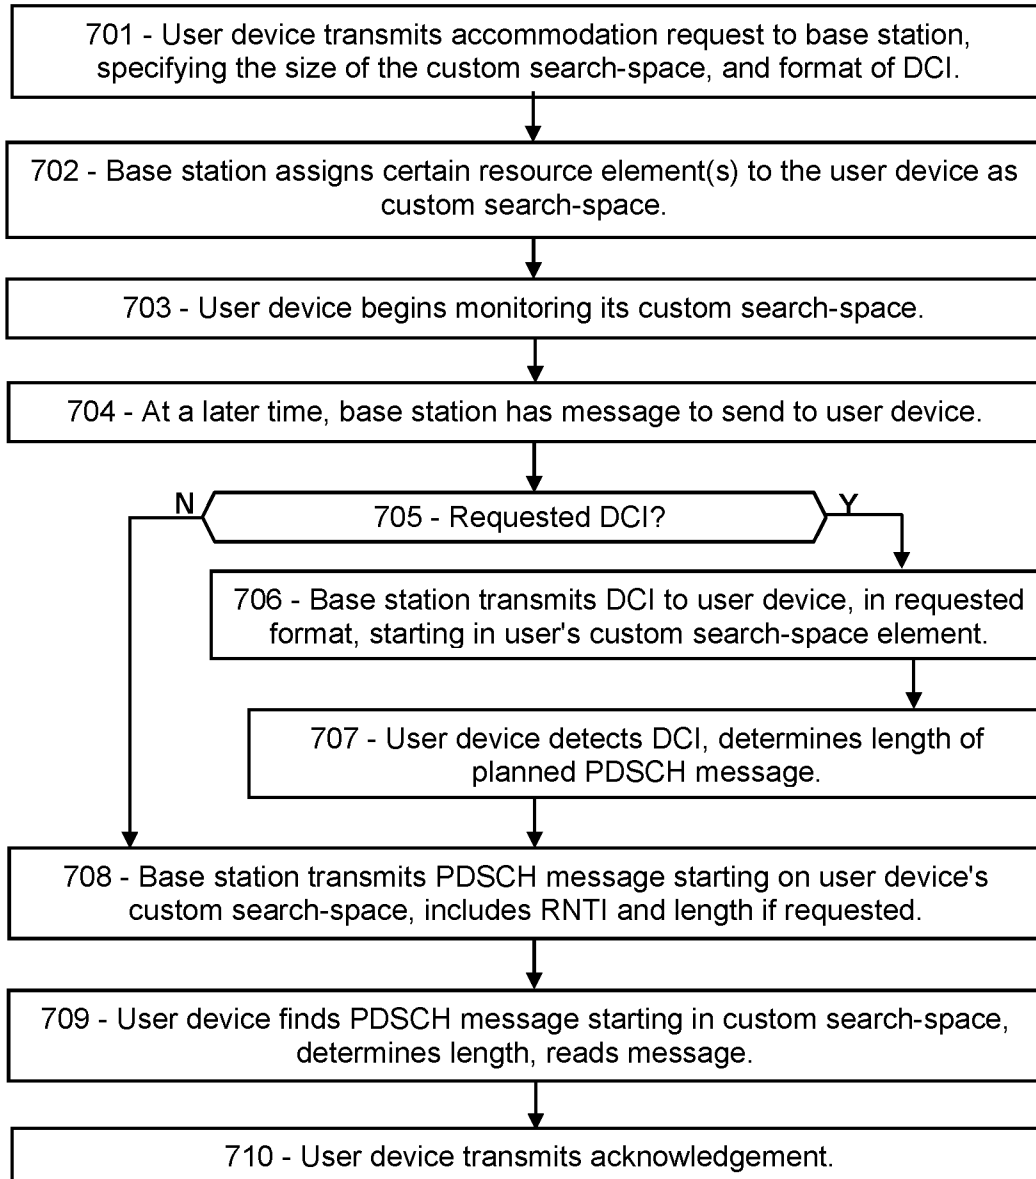 701 - User device transmits accommodation request to base station,
specifying the size of the custom search-space, and format of DCI.
702 - Base station assigns certain resource element(s) to the user device as
custom search-space.
703 - User device begins monitoring its custom search-space.
704 - At a later time, base station has message to send to user device.
N
705 - Requested DCI?
Y
706 - Base station transmits DCI to user device, in requested
format, starting in user's custom search-space element.
707 - User device detects DCI, determines length of
planned PDSCH message.
708 - Base station transmits PDSCH message starting on user device's
custom search-space, includes RNTI and length if requested.
709 - User device finds PDSCH message starting in custom search-space,
determines length, reads message.
710 - User device transmits acknowledgement.